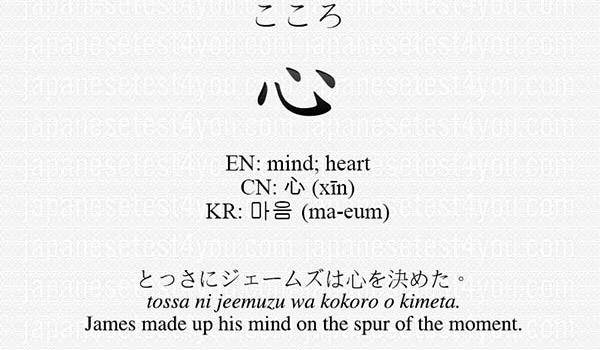 こころ
心
EN: mind; heart
CN: 心 (xīn)
KR: 마음 (ma-eum)
とっさにジェームズは心を決めた。
tossa ni jeemuzu wa kokoro o kimeta.
James made up his mind on the spur of the moment.
japanesetest4you.com